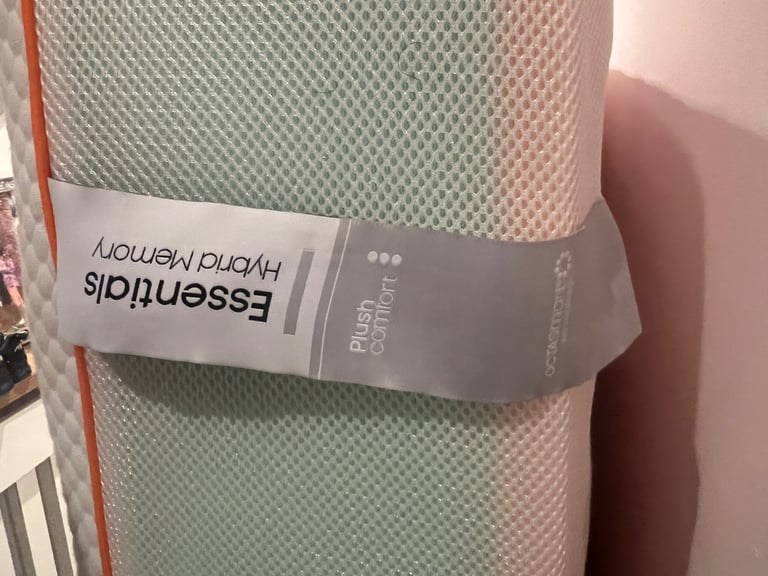 Essentials
Hybrid Memory
Plush
comfort